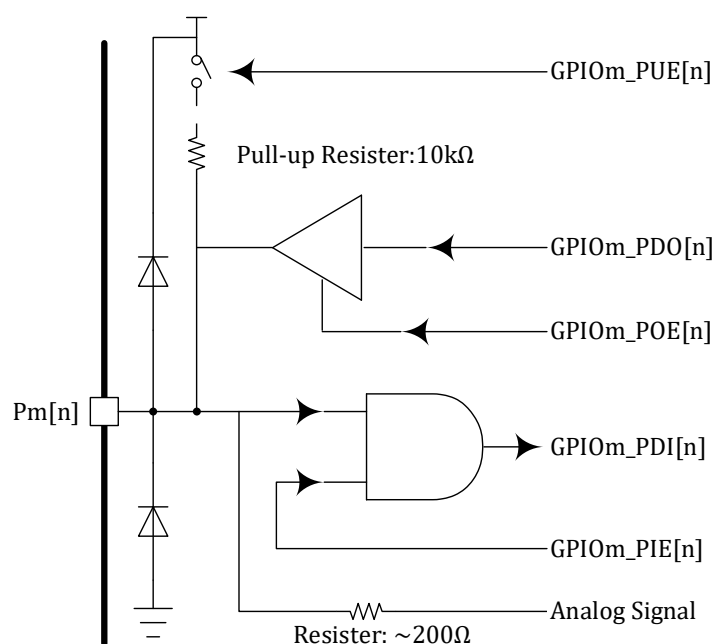 GPIOm_PUE[n]
Pull-up Resister:10kΩ
GPIOm_PDO[n]
GPIOm_POE[n]
Pm[n]
GPIOm_PDI[n]
GPIOm_PIE[n]
Analog Signal
Resister: ~200Ω